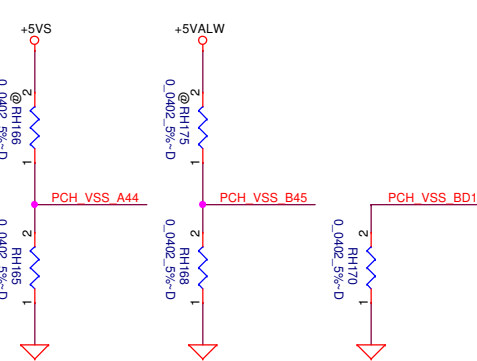 +5VS
+5VALW
2
@RH166
0_0402_5%~D
1
2
@RH175
0_0402_5%~D
1
PCH_VSS_A44
PCH_VSS_B45
PCH_VSS_BD1
2
RH165
0_0402_5%~D
1
2
RH168
0_0402_5%~D
1
2
RH170
0_0402_5%~D
1